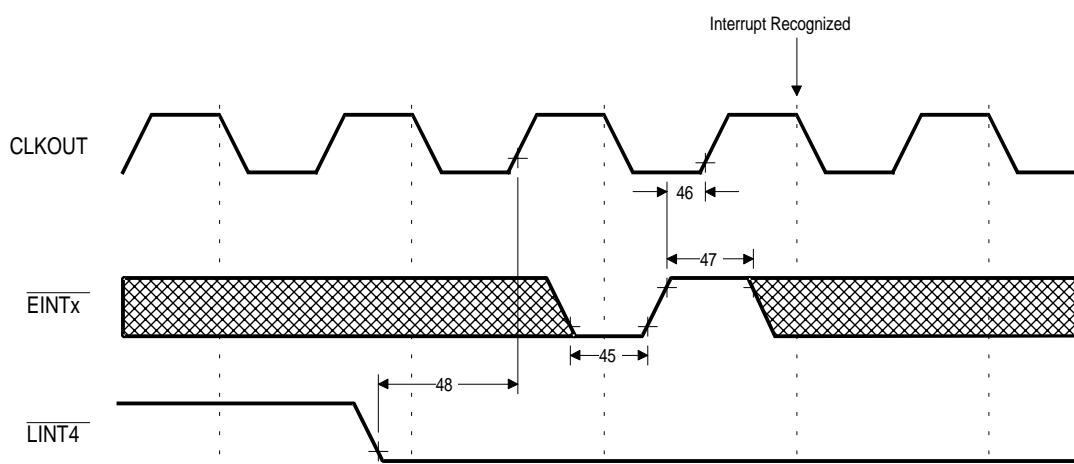 Interrupt Recognized
CLKOUT
46
47
EINTx
45
48
LINT4